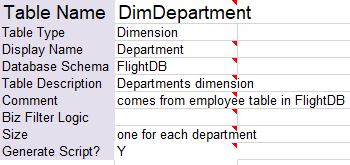 Table Name DimDepartment
Table Type Dimension
Display Name Department
Database Schema FlightDB
Table Description Departments dimension
Comment comes from employee table in FlightDB
Biz Filter Logic
Size one for each department
Generate Script? Y